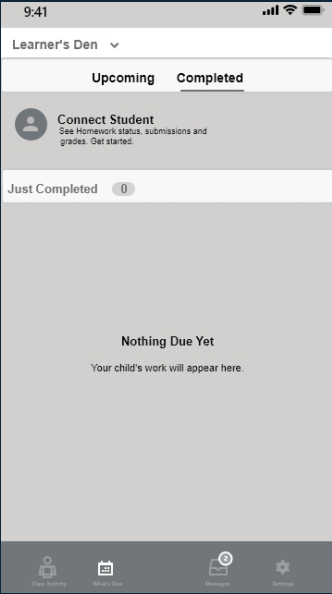 9:41
Learner's Den
Upcoming Completed
Connect Student
See Homework status, submissions and
grades. Get started.
Just Completed 0
Nothing Due Yet
Your child's work will appear here.
2
Class Activity What's Due Messages Settings